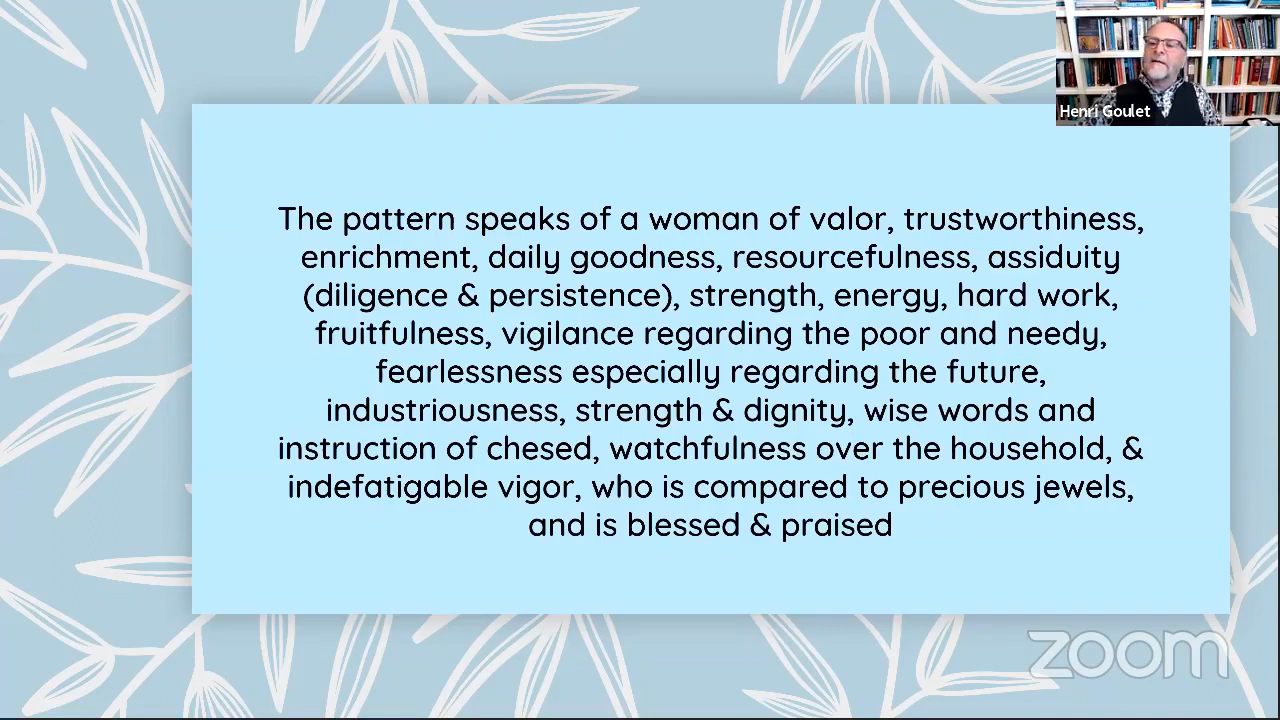 Henri Goulet
The pattern speaks of a woman of valor, trustworthiness,
enrichment, daily goodness, resourcefulness, assiduity
(diligence & persistence), strength, energy, hard work,
fruitfulness, vigilance regarding the poor and needy,
fearlessness especially regarding the future,
industriousness, strength & dignity, wise words and
instruction of chesed, watchfulness over the household, &
indefatigable vigor, who is compared to precious jewels,
and is blessed & praised
zoom